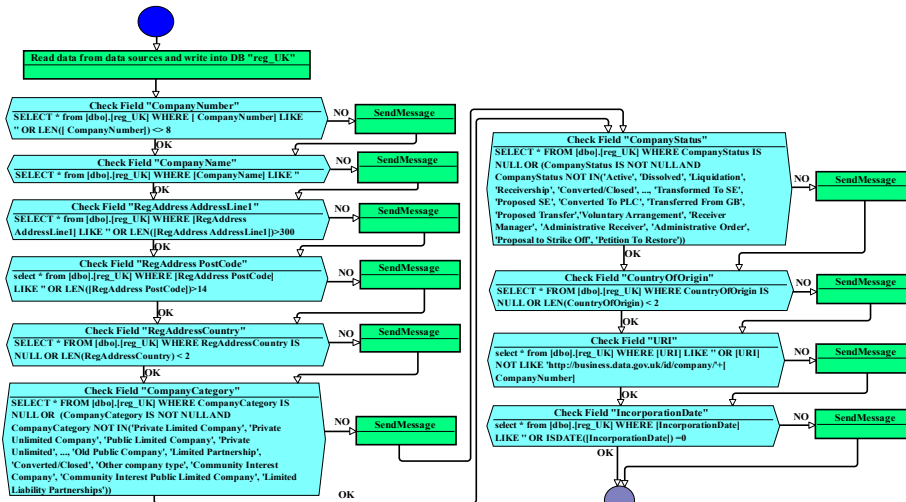 Read data from data sources and write into DB "reg_UK"
Check Field "CompanyNumber"
SELECT * from [dbo].[reg_UK] WHERE [ CompanyNumber] LIKE
'' OR LEN([ CompanyNumber]) <> 8
NO
SendMessage
OK
Check Field "CompanyName"
SELECT * from [dbo].[reg_UK] WHERE [CompanyName] LIKE ''
NO
SendMessage
OK
Check Field "RegAddress AddressLine1"
SELECT * from [dbo].[reg_UK] WHERE [RegAddress
AddressLine1] LIKE '' OR LEN([RegAddress AddressLine1])>300
NO
SendMessage
OK
Check Field "RegAddress PostCode"
select * from [dbo].[reg_UK] WHERE [RegAddress PostCode]
LIKE '' OR LEN([RegAddress PostCode])>14
NO
SendMessage
OK
Check Field "RegAddressCountry"
SELECT * FROM [dbo].[reg_UK] WHERE RegAddressCountry IS
NULL OR LEN(RegAddressCountry) < 2
NO
SendMessage
OK
Check Field "CompanyCategory"
SELECT * FROM [dbo].[reg_UK] WHERE CompanyCategory IS
NULL OR (CompanyCategory IS NOT NULLAND
CompanyCategory NOT IN('Private Limited Company', 'Private
Unlimited Company', 'Public Limited Company', 'Private
Unlimited', ..., 'Old Public Company', 'Limited Partnership',
'Converted/Closed', 'Other company type', 'Community Interest
Company', 'Community Interest Public Limited Company', 'Limited
Liability Partnerships'))
NO
SendMessage
OK
Check Field "CompanyStatus"
SELECT * FROM [dbo].[reg_UK] WHERE CompanyStatus IS
NULL OR (CompanyStatus IS NOT NULLAND
CompanyStatus NOT IN('Active', 'Dissolved', 'Liquidation',
'Receivership', 'Converted/Closed', ..., 'Transformed To SE',
'Proposed SE', 'Converted To PLC', 'Transferred From GB',
'Proposed Transfer','Voluntary Arrangement', 'Receiver
Manager', 'Administrative Receiver', 'Administrative Order',
'Proposal to Strike Off', 'Petition To Restore'))
NO
SendMessage
OK
Check Field "CountryOfOrigin"
SELECT * FROM [dbo].[reg_UK] WHERE CountryOfOrigin IS
NULL OR LEN(CountryOfOrigin) < 2
NO
SendMessage
OK
Check Field "URI"
select * from [dbo].[reg_UK] WHERE [URI] LIKE '' OR [URI]
NOT LIKE 'http://business.data.gov.uk/id/company/'+[
CompanyNumber]
NO
SendMessage
OK
Check Field "IncorporationDate"
select * from [dbo].[reg_UK] WHERE [IncorporationDate]
LIKE '' OR ISDATE([IncorporationDate]) =0
NO
SendMessage
OK